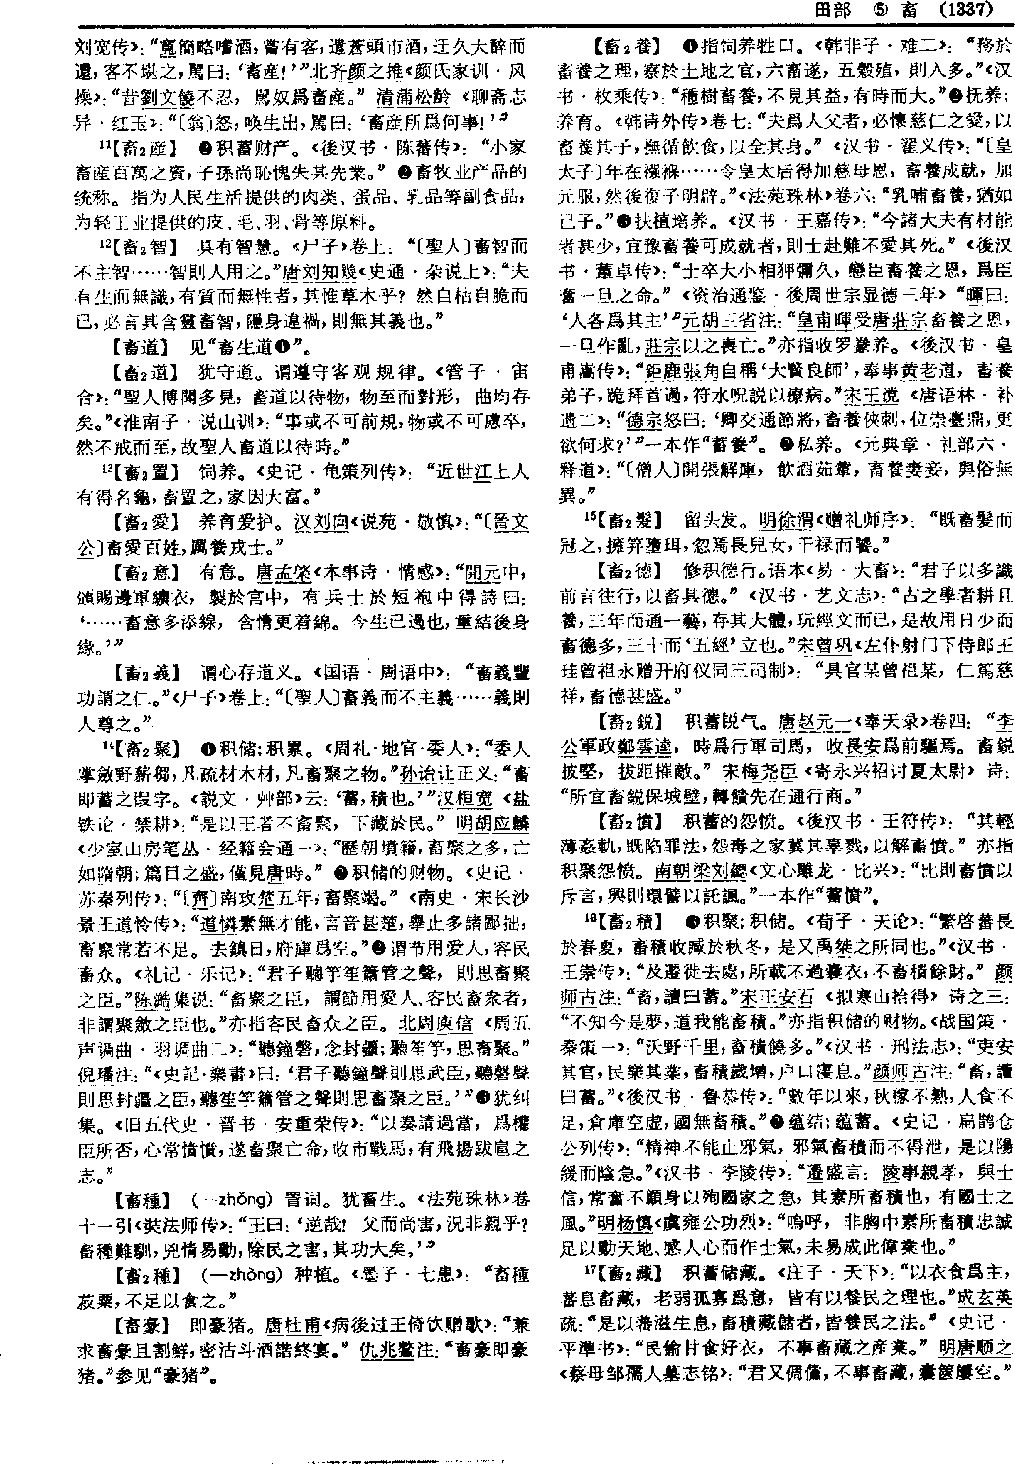 田部 ⑤ 畜 (1337)
刘宽传》：“寬簡略嗜酒，嘗有客，遣蒼頭市酒，迂久大醉而
還，客不堪之，罵曰：‘畜産！’”北齐颜之推《颜氏家训·风
操》：“昔劉文饒不忍，罵奴爲畜産。”清蒲松龄《聊斋志
异·红玉》：“〔翁〕怒，唤生出，罵曰：‘畜産所爲何事！’”
¹¹【畜₂産】 ❶积蓄财产。《後汉书·陈蕃传》：“小家
畜産百萬之資，子孫尚恥愧失其先業。”❷畜牧业产品的
统称。指为人民生活提供的肉类、蛋品、乳品等副食品，
为轻工业提供的皮、毛、羽、骨等原料。
¹²【畜₂智】 具有智慧。《尸子》卷上：“〔聖人〕畜智而
不主智……智則人用之。”唐刘知幾《史通·杂说上》：“夫
有生而無識，有質而無性者，其惟草木乎？然自枯自脆而
已，必言其含靈畜智，隱身違禍，則無其義也。”
【畜道】 见“畜生道❶”。
【畜₂道】 犹守道。谓遵守客观规律。《管子·宙
合》：“聖人博聞多見，畜道以待物，物至而對形，曲均存
矣。”《淮南子·说山训》：“事或不可前規，物或不可慮卒，
然不戒而至，故聖人畜道以待時。”
¹³【畜₂置】 饲养。《史记·龟策列传》：“近世江上人
有得名龜，畜置之，家因大富。”
【畜₂愛】 养育爱护。汉刘向《说苑·敬慎》：“〔晉文
公〕畜愛百姓，厲養戎士。”
【畜₂意】 有意。唐孟棨《本事诗·情感》：“開元中，
頒賜邊軍纊衣，製於宫中，有兵士於短袍中得詩曰：
‘……畜意多添線，含情更着綿。今生已過也，重結後身
緣。’”
【畜₂義】 谓心存道义。《国语·周语中》：“畜義豐
功謂之仁。”《尸子》卷上：“〔聖人〕畜義而不主義……義則
人尊之。”
¹⁴【畜₂聚】 ❶积储；积累。《周礼·地官·委人》：“委人
掌斂野薪芻，凡疏材木材，凡畜聚之物。”孙诒让正义：“畜
即蓄之叚字。《説文·艸部》云：‘蓄，積也。’”汉桓宽《盐
铁论·禁耕》：“是以王者不畜聚，下藏於民。”明胡应麟
《少室山房笔丛·经籍会通一》：“歷朝墳籍，畜聚之多，亡
如隋朝；篇目之盛，僅見唐時。”❷积储的财物。《史记·
苏秦列传》：“〔齊〕南攻楚五年，畜聚竭。”《南史·宋长沙
景王道怜传》：“道憐素無才能，言音甚楚，舉止多諸鄙拙，
畜聚常若不足。去鎮日，府庫爲空。”❸谓节用爱人，容民
畜众。《礼记·乐记》：“君子聽竽笙簫管之聲，則思畜聚
之臣。”陈澔集说：“畜聚之臣，謂節用愛人、容民畜衆者，
非謂聚斂之臣也。”亦指容民畜众之臣。北周庾信《周五
声调曲·羽调曲二》：“聽鐘磬，念封疆；聽笙竽，思畜聚。”
倪璠注：“《史記·樂書》曰：‘君子聽鐘聲則思武臣，聽磬聲
則思封疆之臣，聽笙竽簫管之聲則思畜聚之臣。’”❹犹纠
集。《旧五代史·晋书·安重荣传》：“以奏請過當，爲權
臣所否，心常憤憤，遂畜聚亡命，收市戰馬，有飛揚跋扈之
志。”
【畜種】 (—zhǒng) 詈词。犹畜生。《法苑珠林》卷
十一引《奘法师传》：“王曰：‘逆哉！父而尚害，況非親乎？
畜種難馴，兇情易動，除民之害，其功大矣。’”
【畜₂種】 (—zhòng) 种植。《墨子·七患》：“畜種
菽粟，不足以食之。”
【畜豪】 即豪猪。唐杜甫《病後过王倚饮赠歌》：“兼
求畜豪且割鲜，密沽斗酒諧終宴。”仇兆鳌注：“畜豪即豪
猪。”参见“豪猪”。
【畜₂養】 ❶指饲养牲口。《韩非子·难二》：“務於
畜養之理，察於土地之宜，六畜遂，五穀殖，則入多。”《汉
书·枚乘传》：“種樹畜養，不見其益，有時而大。”❷抚养；
养育。《韩诗外传》卷七：“夫爲人父者，必懷慈仁之愛，以
畜養其子，撫循飲食，以全其身。”《汉书·翟义传》：“〔皇
太子〕年在襁褓……令皇太后得加慈母恩，畜養成就，加
元服，然後復子明辟。”《法苑珠林》卷六：“乳哺畜養，猶如
己子。”❸扶植培养。《汉书·王嘉传》：“今諸大夫有材能
者甚少，宜豫畜養可成就者，則士赴難不愛其死。”《後汉
书·董卓传》：“士卒大小相狎彌久，戀臣畜養之恩，爲臣
奮一旦之命。”《资治通鉴·後周世宗显德三年》“暉曰：
‘人各爲其主’”元胡三省注：“皇甫暉受唐莊宗畜養之恩，
一旦作亂，莊宗以之喪亡。”亦指收罗豢养。《後汉书·皇
甫嵩传》：“鉅鹿張角自稱‘大賢良師’，奉事黄老道，畜養
弟子，跪拜首過，符水呪說以療病。”宋王谠《唐语林·补
遗二》：“德宗怒曰：‘卿交通節將，畜養俠刺，位崇臺鼎，更
欲何求？’”一本作“蓄養”。❹私养。《元典章·礼部六·
释道》：“〔僧人〕開張解庫，飲酒茹葷，畜養妻妾，與俗無
異。”
¹⁵【畜₂髮】 留头发。明徐渭《赠礼师序》：“既畜髮而
冠之，擁笄墮珥，忽焉長兒女，干禄而饕。”
【畜₂德】 修积德行。语本《易·大畜》：“君子以多識
前言往行，以畜其德。”《汉书·艺文志》：“古之學者耕且
養，三年而通一藝，存其大體，玩經文而已，是故用日少而
畜德多，三十而‘五經’立也。”宋曾巩《左仆射门下侍郎王
珪曾祖永赠开府仪同三司制》：“具官某曾祖某，仁篤慈
祥，畜德甚盛。”
【畜₂鋭】 积蓄锐气。唐赵元一《奉天录》卷四：“李
公軍政鄭雲逵，時爲行軍司馬，收長安爲前驅焉。畜鋭
披堅，拔距摧敵。”宋梅尧臣《寄永兴招讨夏太尉》诗：
“所宜畜鋭保城壁，轉饋先在通行商。”
【畜₂憤】 积蓄的怨愤。《後汉书·王符传》：“其輕
薄姦軌，既陷罪法，怨毒之家冀其辜戮，以解畜憤。”亦指
积聚怨愤。南朝梁刘勰《文心雕龙·比兴》：“比則畜憤以
斥言，興則環譬以託諷。”一本作“蓄憤”。
¹⁶【畜₂積】 ❶积聚；积储。《荀子·天论》：“繁啓蕃長
於春夏，畜積收臧於秋冬，是又禹桀之所同也。”《汉书·
王崇传》：“及遷徙去處，所載不過囊衣，不畜積餘財。”颜
师古注：“畜，讀曰蓄。”宋王安石《拟寒山拾得》诗之三：
“不知今是夢，道我能畜積。”亦指积储的财物。《战国策·
秦策一》：“沃野千里，畜積饒多。”《汉书·刑法志》：“吏安
其官，民樂其業，畜積歲增，户口寖息。”颜师古注：“畜，讀
曰蓄。”《後汉书·鲁恭传》：“數年以來，秋稼不熟，人食不
足，倉庫空虚，國無畜積。”❷蕴结；蕴蓄。《史记·扁鹊仓
公列传》：“精神不能止邪氣，邪氣畜積而不得泄，是以陽
緩而陰急。”《汉书·李陵传》：“遷盛言：陵事親孝，與士
信，常奮不顧身以殉國家之急，其素所畜積也，有國士之
風。”明杨慎《虞雍公功烈》：“嗚呼，非胸中素所畜積忠誠
足以動天地、感人心而作士氣，未易成此偉業也。”
¹⁷【畜₂藏】 积蓄储藏。《庄子·天下》：“以衣食爲主，
蕃息畜藏，老弱孤寡爲意，皆有以養民之理也。”成玄英
疏：“是以蕃滋生息，畜積藏儲者，皆養民之法。”《史记·
平準书》：“民偷甘食好衣，不事畜藏之産業。”明唐顺之
《蔡母邹孺人墓志铭》：“君又倜儻，不事畜藏，囊篋屢空。”